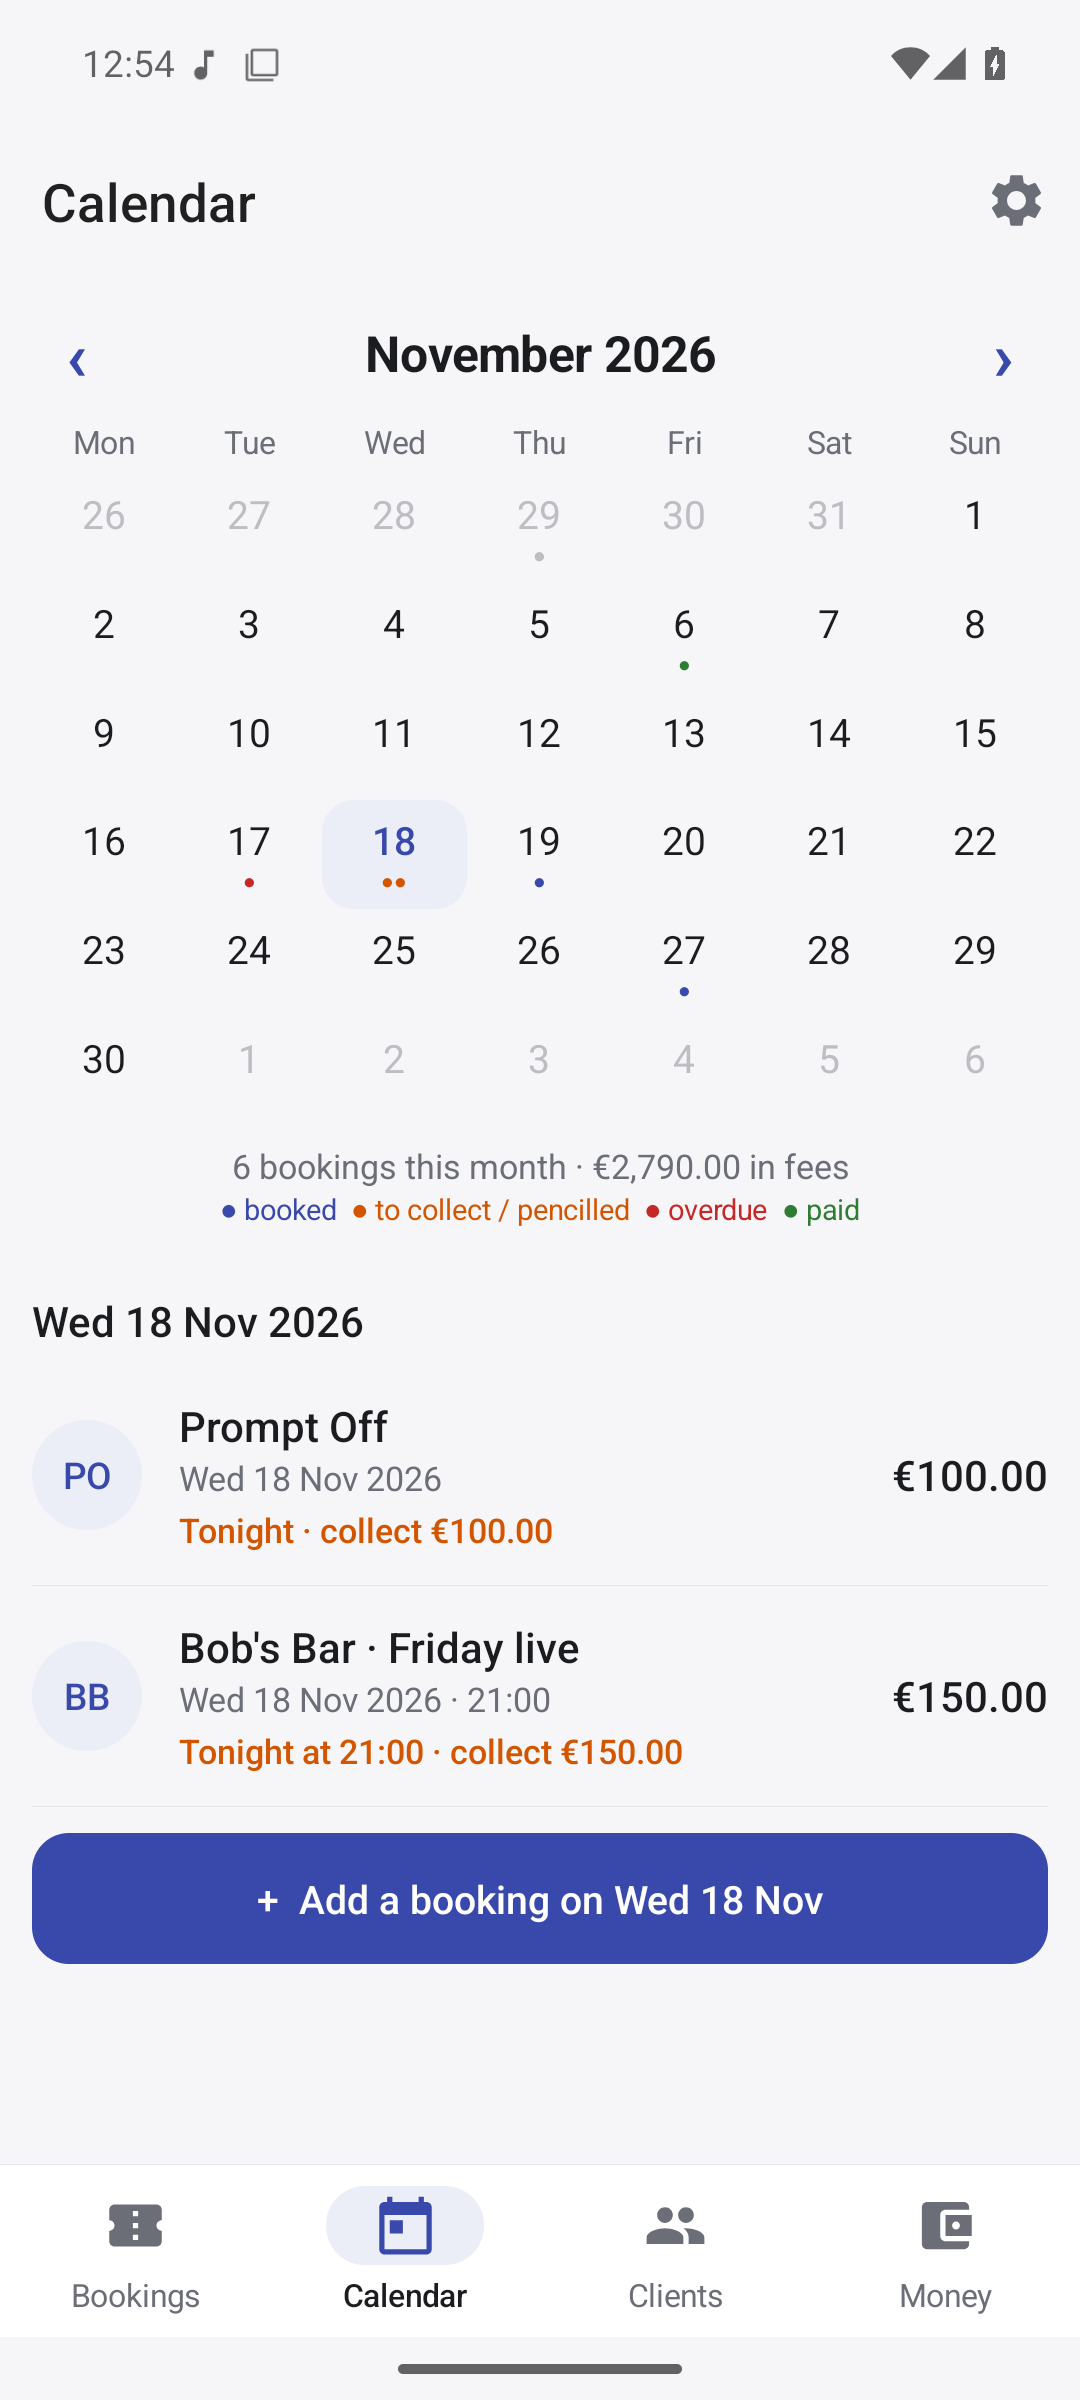 12:54
Calendar
‹ November 2026 ›
Mon Tue Wed Thu Fri Sat Sun
26 27 28 29 30 31 1
2 3 4 5 6 7 8
9 10 11 12 13 14 15
16 17 18 19 20 21 22
23 24 25 26 27 28 29
30 1 2 3 4 5 6
6 bookings this month · €2,790.00 in fees
● booked ● to collect / pencilled ● overdue ● paid
Wed 18 Nov 2026
Prompt Off
PO
Wed 18 Nov 2026
€100.00
Tonight · collect €100.00
Bob's Bar · Friday live
BB
Wed 18 Nov 2026 · 21:00
€150.00
Tonight at 21:00 · collect €150.00
+ Add a booking on Wed 18 Nov
Bookings Calendar Clients Money